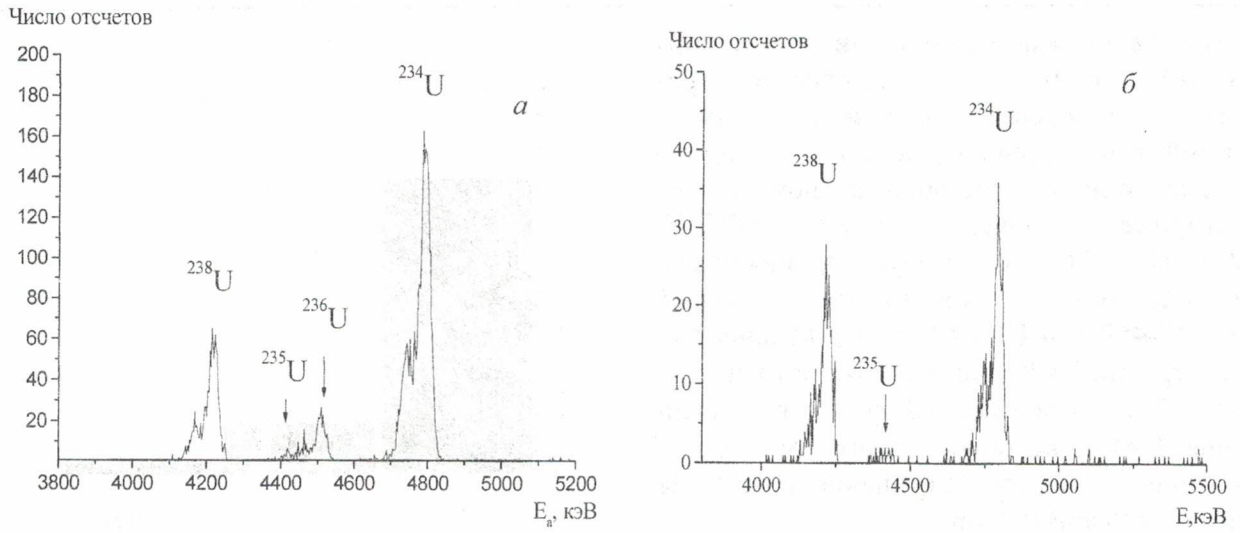 Число отсчетов
200
180
160
140
120
100
80
60
40
20
3800 4000 4200 4400 4600 4800 5000 5200
Eₐ, кэВ
²³⁸U
²³⁵U
²³⁶U
²³⁴U
а
Число отсчетов
50
40
30
20
10
0
4000 4500 5000 5500
E,кэВ
²³⁸U
²³⁵U
²³⁴U
б